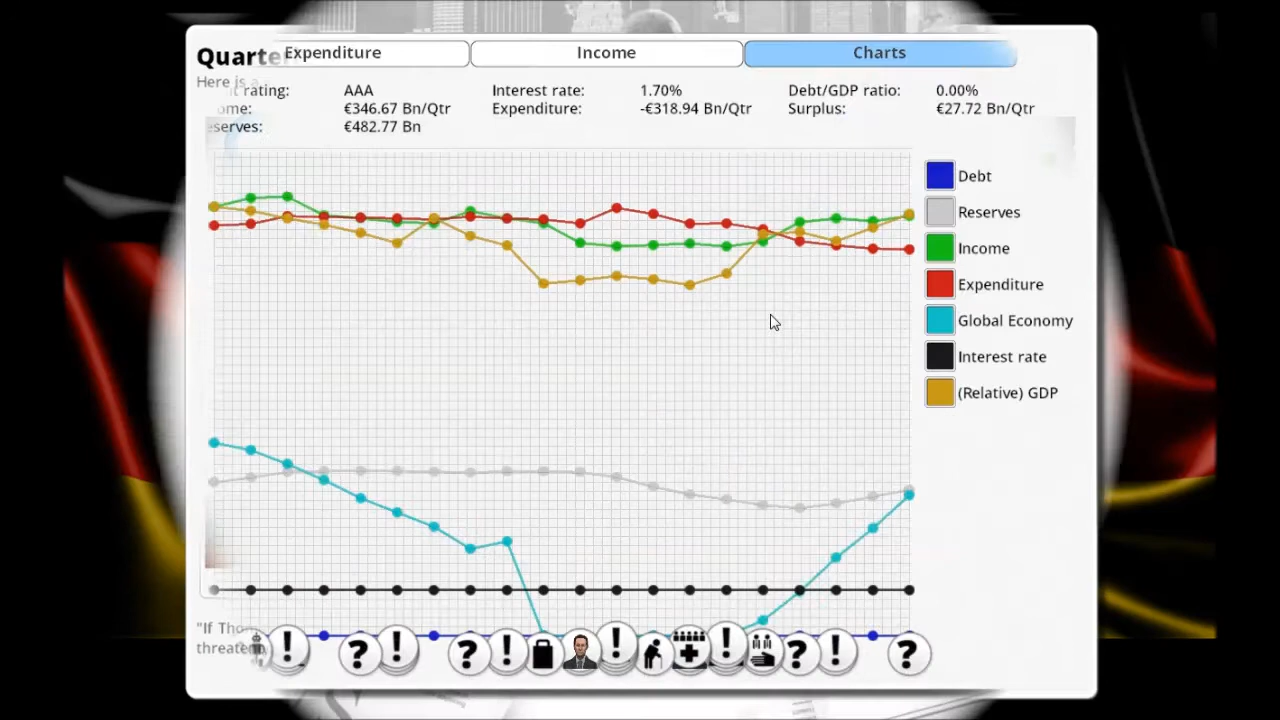 Quarte
Expenditure
Income
Charts
Here is a
t rating:
AAA
Interest rate:
1.70%
Debt/GDP ratio:
0.00%
ome:
€346.67 Bn/Qtr
Expenditure:
-€318.94 Bn/Qtr
Surplus:
€27.72 Bn/Qtr
eserves:
€482.77 Bn
Debt
Reserves
Income
Expenditure
Global Economy
Interest rate
(Relative) GDP
"If Tho
threaten